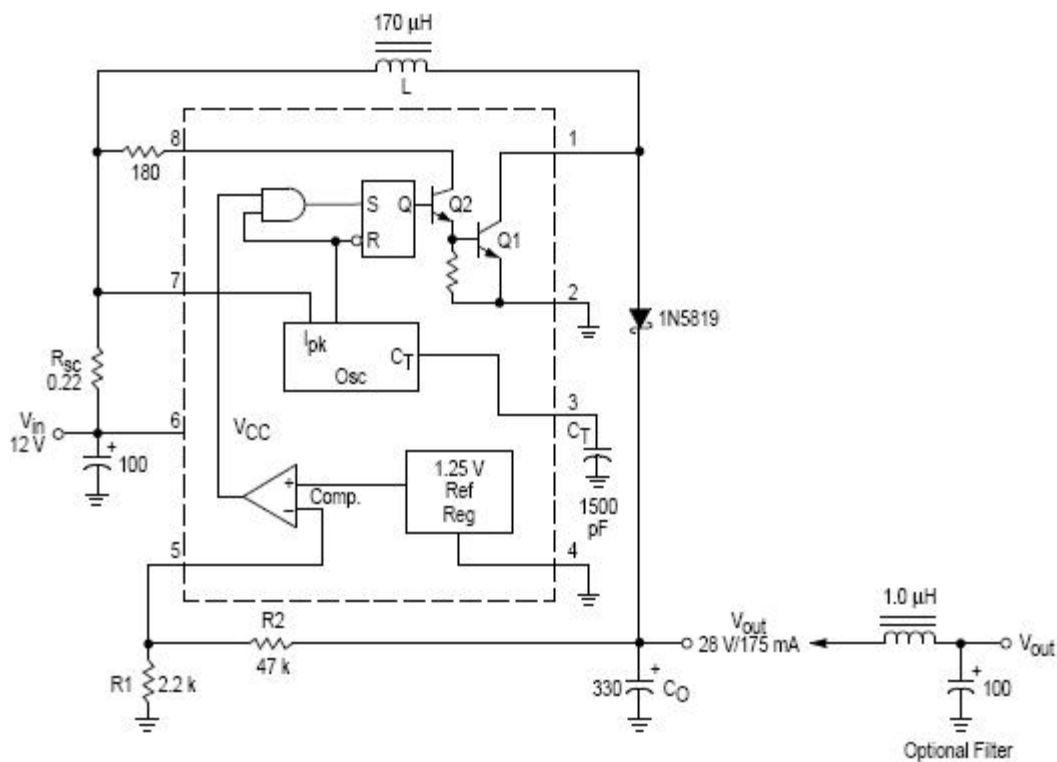 170 µH
L
8
1
180
S
Q
Q2
R
Q1
7
2
1N5819
Ipk
CT
Osc
Rsc
0.22
3
Vin
12 V
6
VCC
CT
+
100
1.25 V
Ref
Reg
+
Comp.
–
1500
pF
5
4
1.0 µH
R2
47 k
Vout
28 V/175 mA
Vout
R1
2.2 k
330
+
CO
+
100
Optional Filter